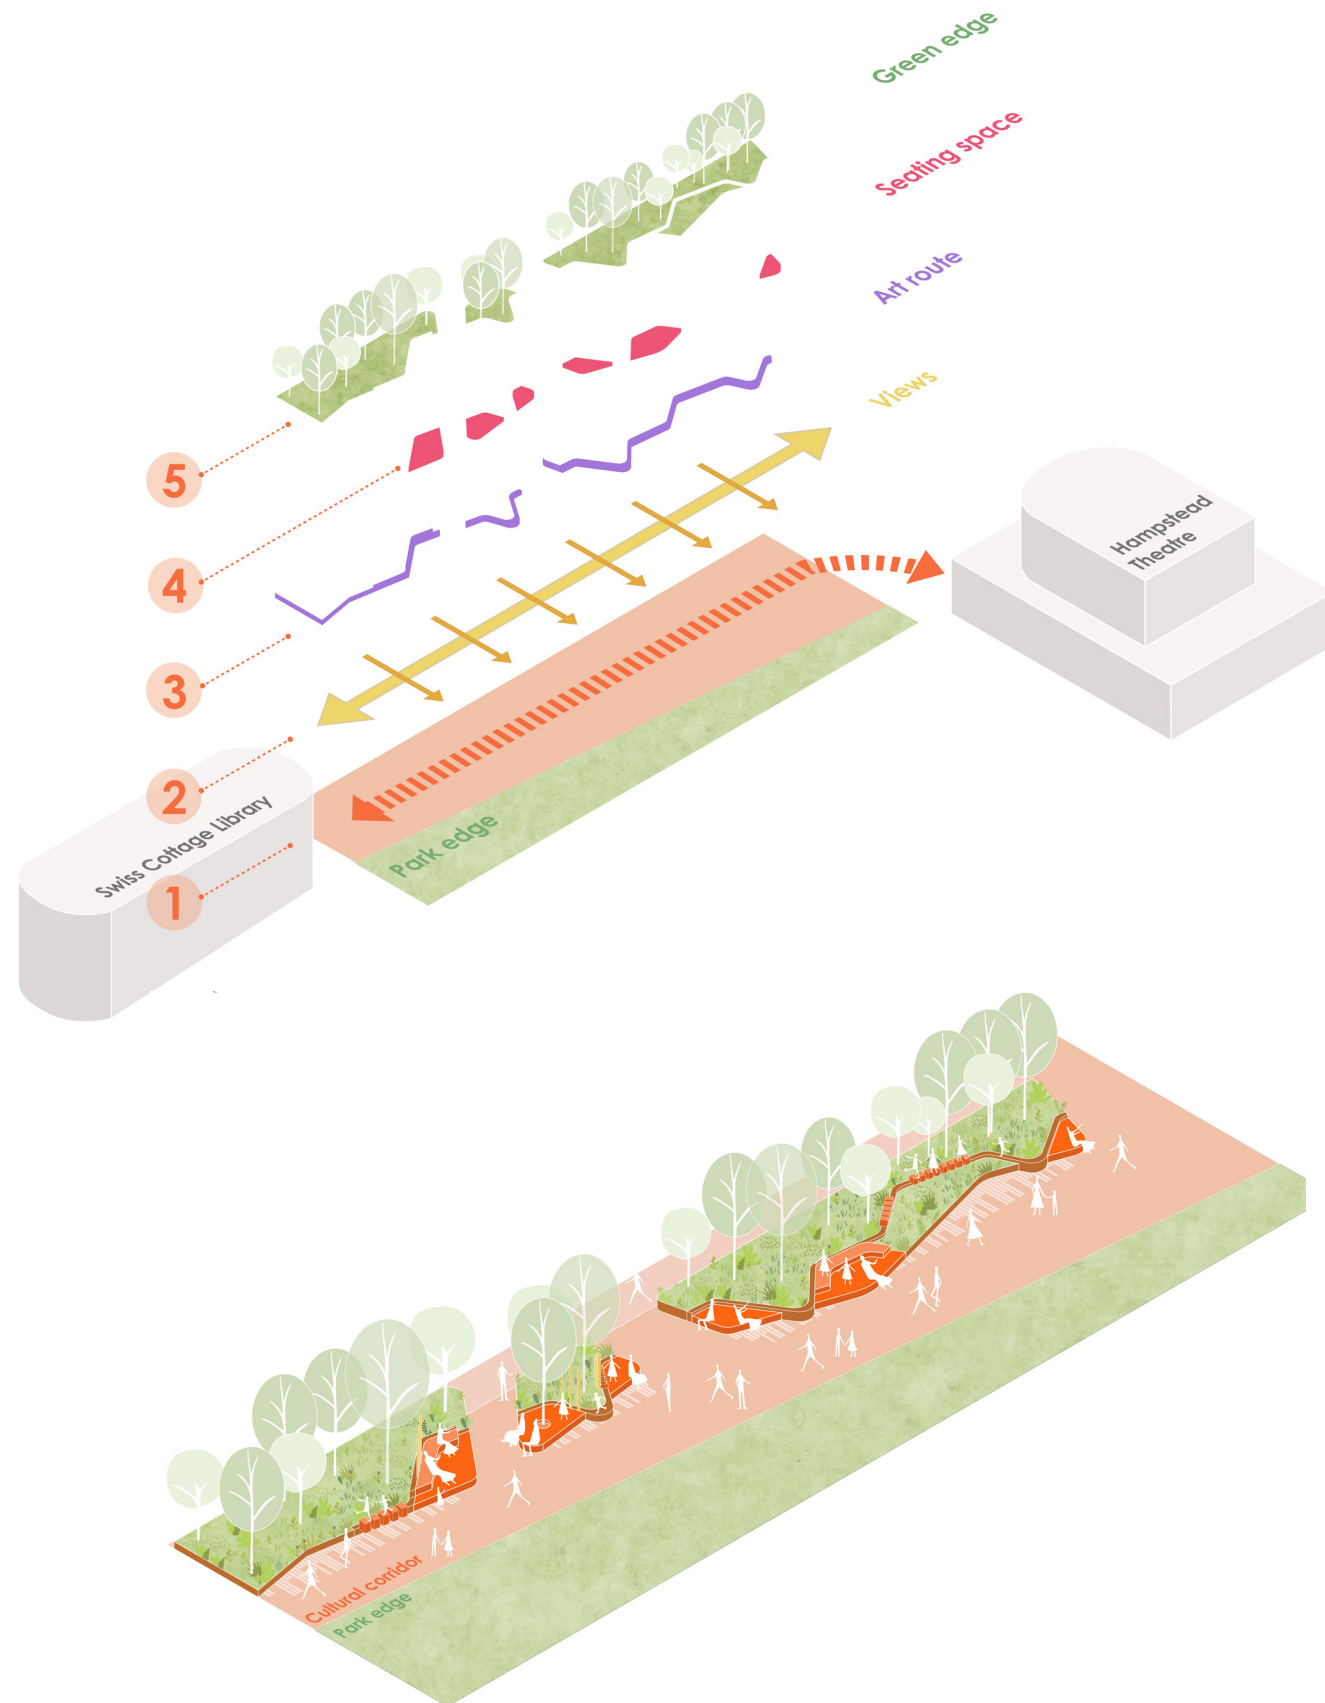 Green edge
Seating space
Art route
Views
5
4
3
2
1
Hampstead
Theatre
Swiss Cottage Library
Park edge
Cultural corridor
Park edge